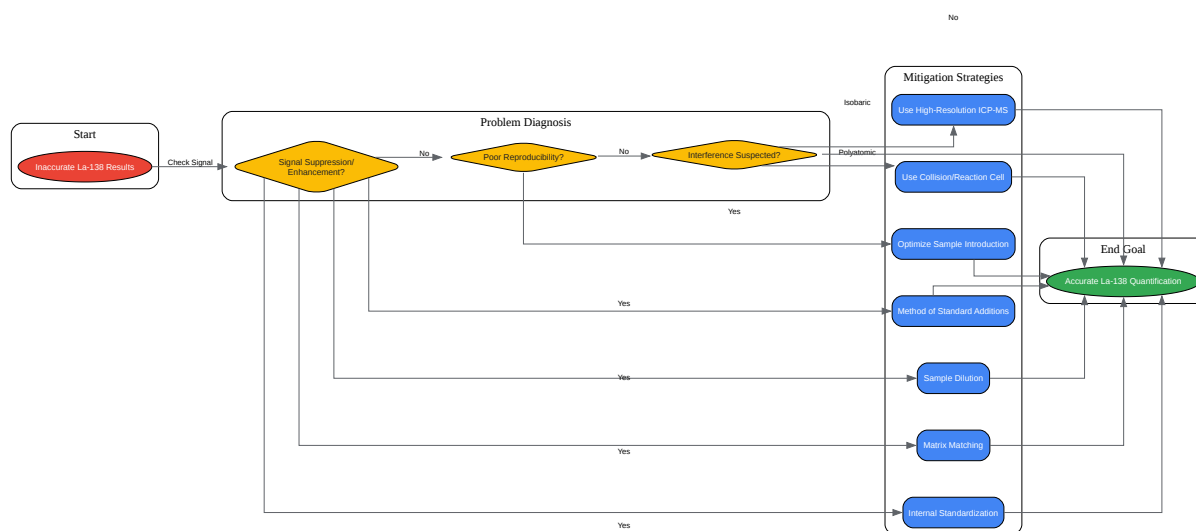 No
Mitigation Strategies
Isobaric
Use High-Resolution ICP-MS
Start
Problem Diagnosis
Inaccurate La-138 Results
Check Signal
Signal Suppression/
Enhancement?
No
Poor Reproducibility?
No
Interference Suspected?
Polyatomic
Use Collision/Reaction Cell
Yes
Optimize Sample Introduction
End Goal
Accurate La-138 Quantification
Yes
Method of Standard Additions
Yes
Sample Dilution
Yes
Matrix Matching
Yes
Internal Standardization